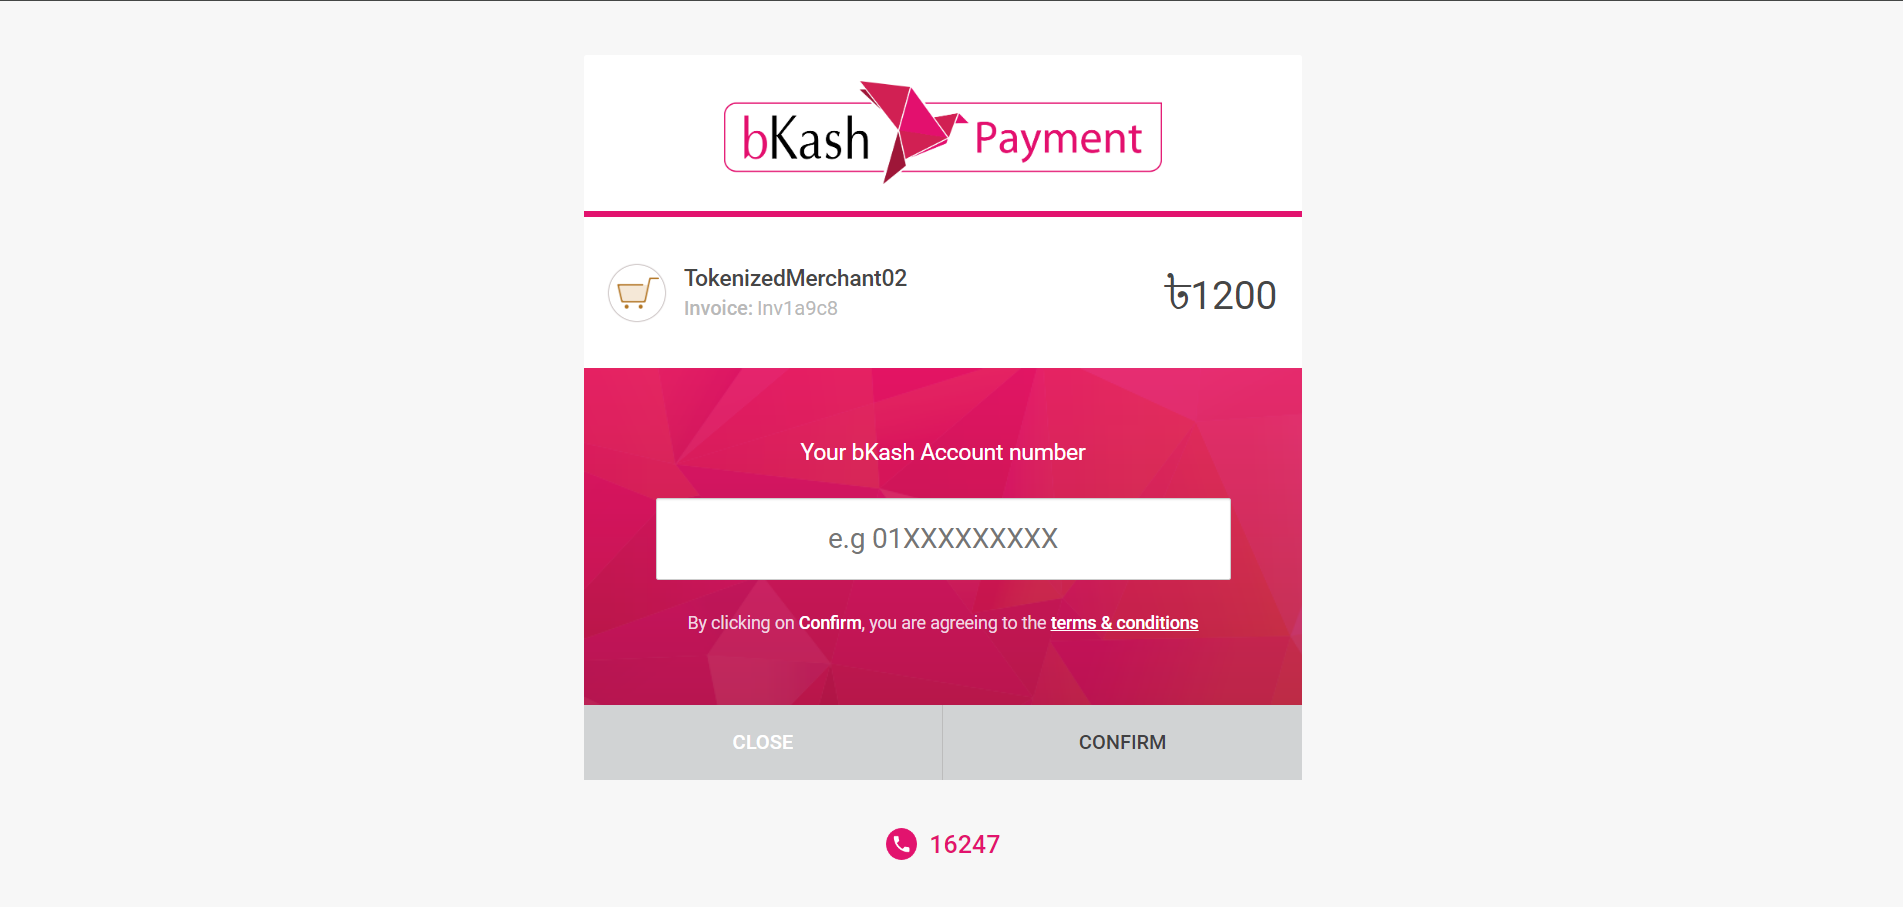 bKash Payment
TokenizedMerchant02
Invoice: Inv1a9c8
৳1200
Your bKash Account number
e.g 01XXXXXXXXX
By clicking on Confirm, you are agreeing to the terms & conditions
CLOSE
CONFIRM
16247